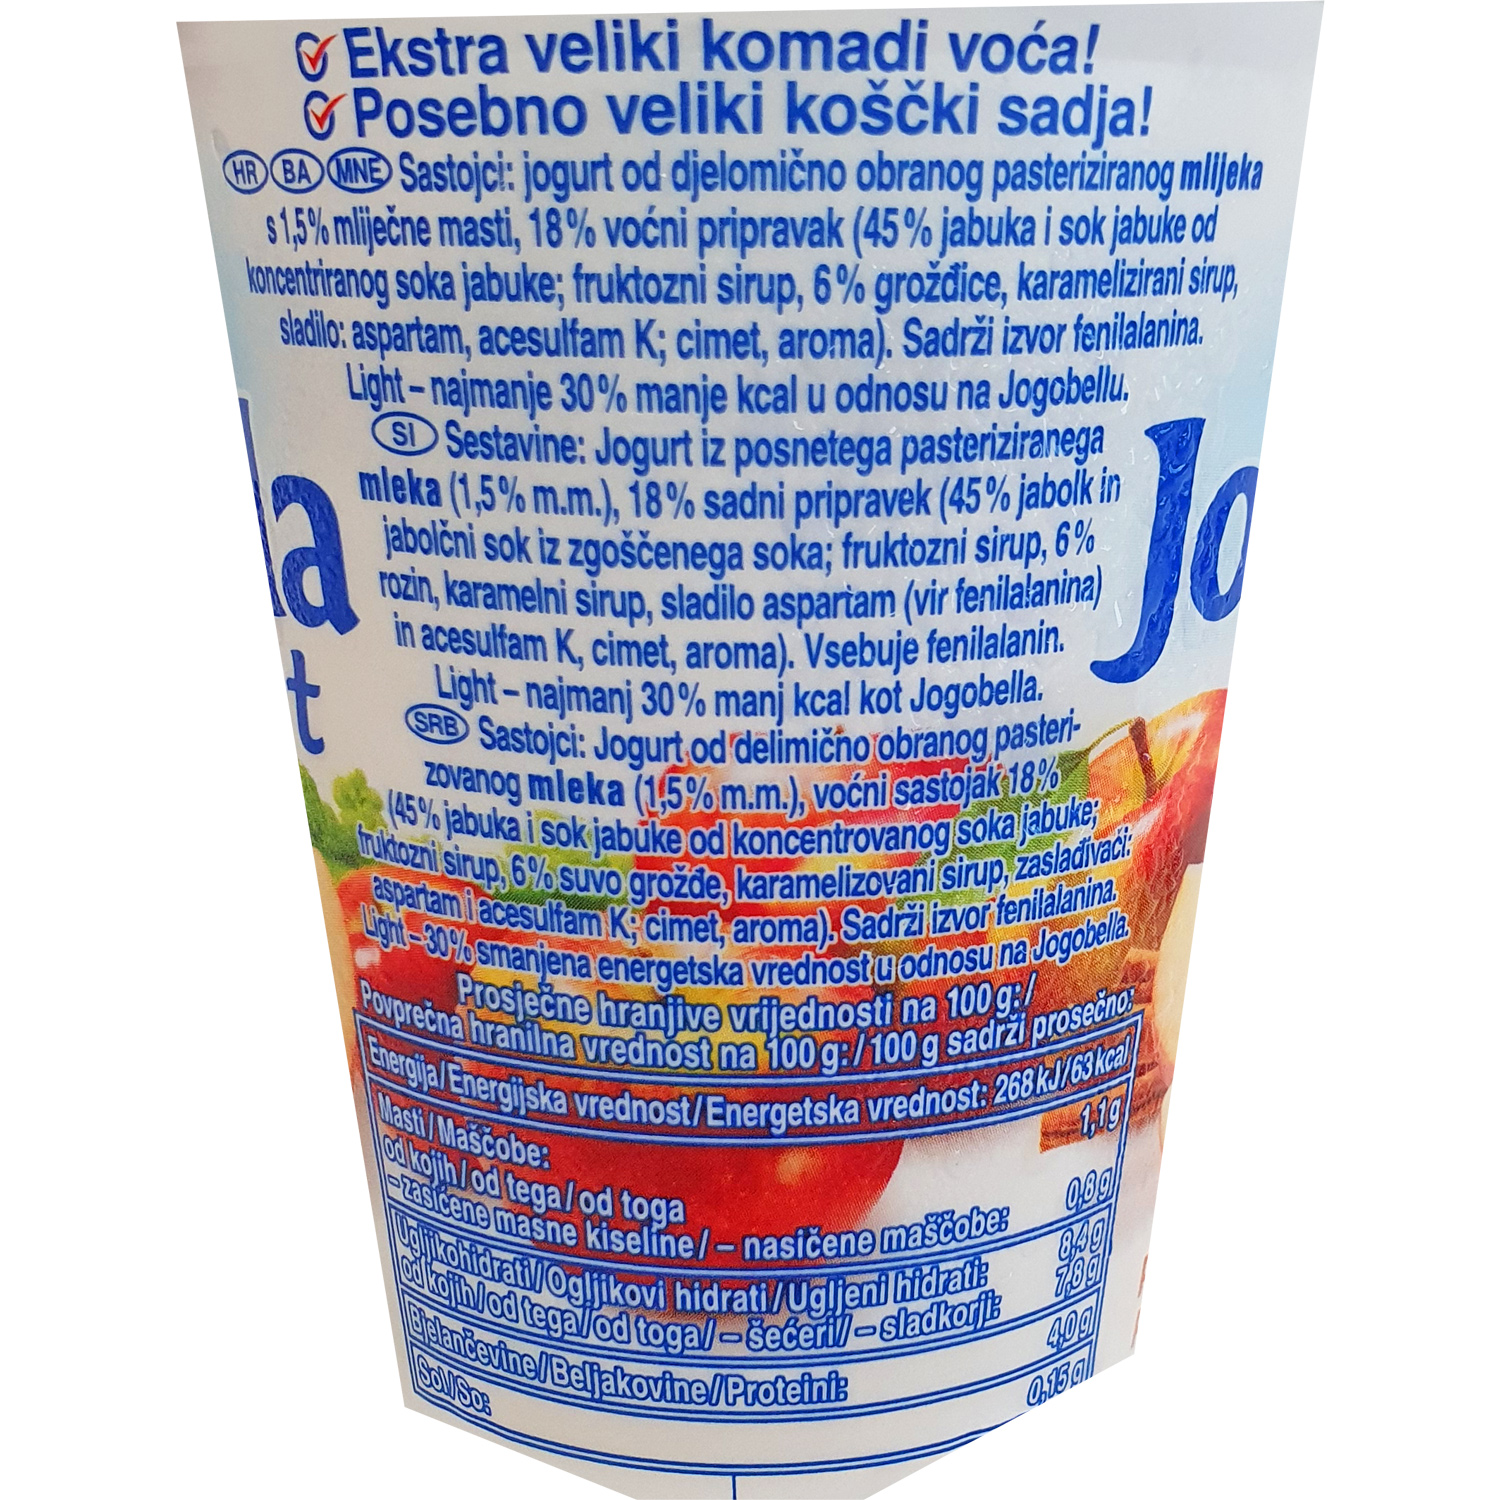 Ekstra veliki komadi voća!
Posebno veliki koščki sadja!
HR BA MNE Sastojci: jogurt od djelomično obranog pasteriziranog mlijeka
s 1,5% mliječne masti, 18% voćni pripravak (45% jabuka i sok jabuke od
koncentriranog soka jabuke; fruktozni sirup, 6% grožđice, karamelizirani sirup,
sladilo: aspartam, acesulfam K; cimet, aroma). Sadrži izvor fenilalanina.
Light – najmanje 30% manje kcal u odnosu na Jogobellu.
SI Sestavine: Jogurt iz posnetega pasteriziranega
mleka (1,5% m.m.), 18% sadni pripravek (45% jabolk in
jabolčni sok iz zgoščenega soka; fruktozni sirup, 6%
rozin, karamelni sirup, sladilo aspartam (vir fenilalanina)
in acesulfam K, cimet, aroma). Vsebuje fenilalanin.
Light – najmanj 30% manj kcal kot Jogobella.
SRB Sastojci: Jogurt od delimično obranog pasteri-
zovanog mleka (1,5% m.m.), voćni sastojak 18%
(45% jabuka i sok jabuke od koncentrovanog soka jabuke;
fruktozni sirup, 6% suvo grožđe, karamelizovani sirup, zaslađivači:
aspartam i acesulfam K; cimet, aroma). Sadrži izvor fenilalanina.
Light – 30% smanjena energetska vrednost u odnosu na Jogobella.
Prosječne hranjive vrijednosti na 100 g: /
Povprečna hranilna vrednost na 100 g: / 100 g sadrži prosečno:
Energija/Energijska vrednost/Energetska vrednost: 268 kJ/63 kcal
Masti/Maščobe: 1,1 g
od kojih/od tega/od toga
– zasićene masne kiseline/ – nasičene maščobe: 0,8 g
Ugljikohidrati/Ogljikovi hidrati/Ugljeni hidrati: 8,4 g
od kojih/od tega/od toga/ – šećeri/ – sladkorji: 7,8 g
Bjelančevine/Beljakovine/Proteini: 4,0 g
Sol/So: 0,15 g
la
t
Jo